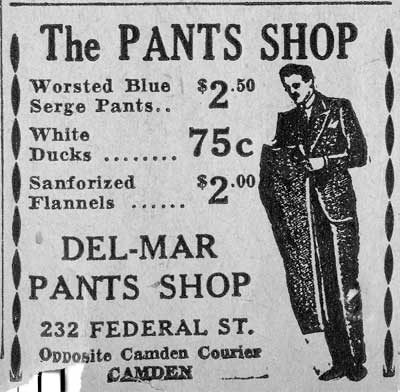 The PANTS SHOP
Worsted Blue
Serge Pants.. $2.50
White
Ducks ........ 75c
Sanforized
Flannels ...... $2.00
DEL-MAR
PANTS SHOP
232 FEDERAL ST.
Opposite Camden Courier
CAMDEN